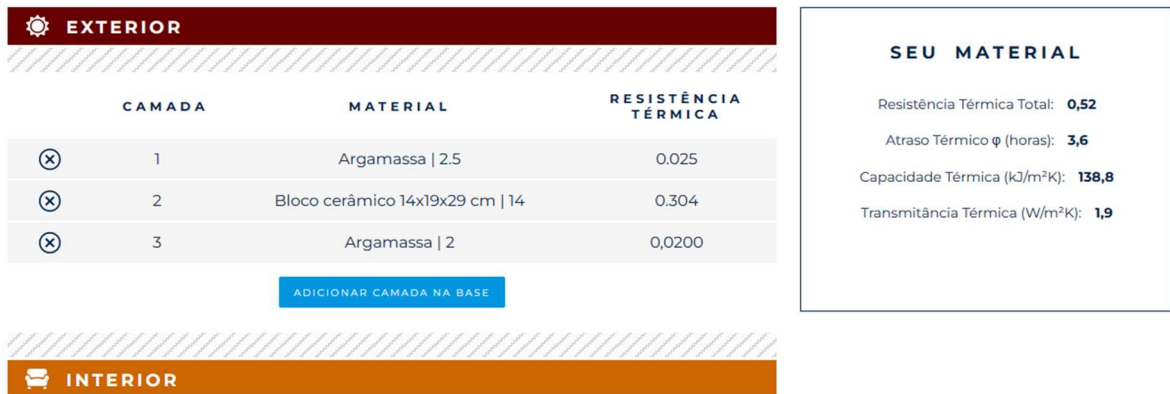 EXTERIOR
CAMADA MATERIAL RESISTÊNCIA TÉRMICA
1 Argamassa | 2.5 0.025
2 Bloco cerâmico 14x19x29 cm | 14 0.304
3 Argamassa | 2 0,0200
ADICIONAR CAMADA NA BASE
INTERIOR
SEU MATERIAL
Resistência Térmica Total: 0,52
Atraso Térmico φ (horas): 3,6
Capacidade Térmica (kJ/m²K): 138,8
Transmitância Térmica (W/m²K): 1,9